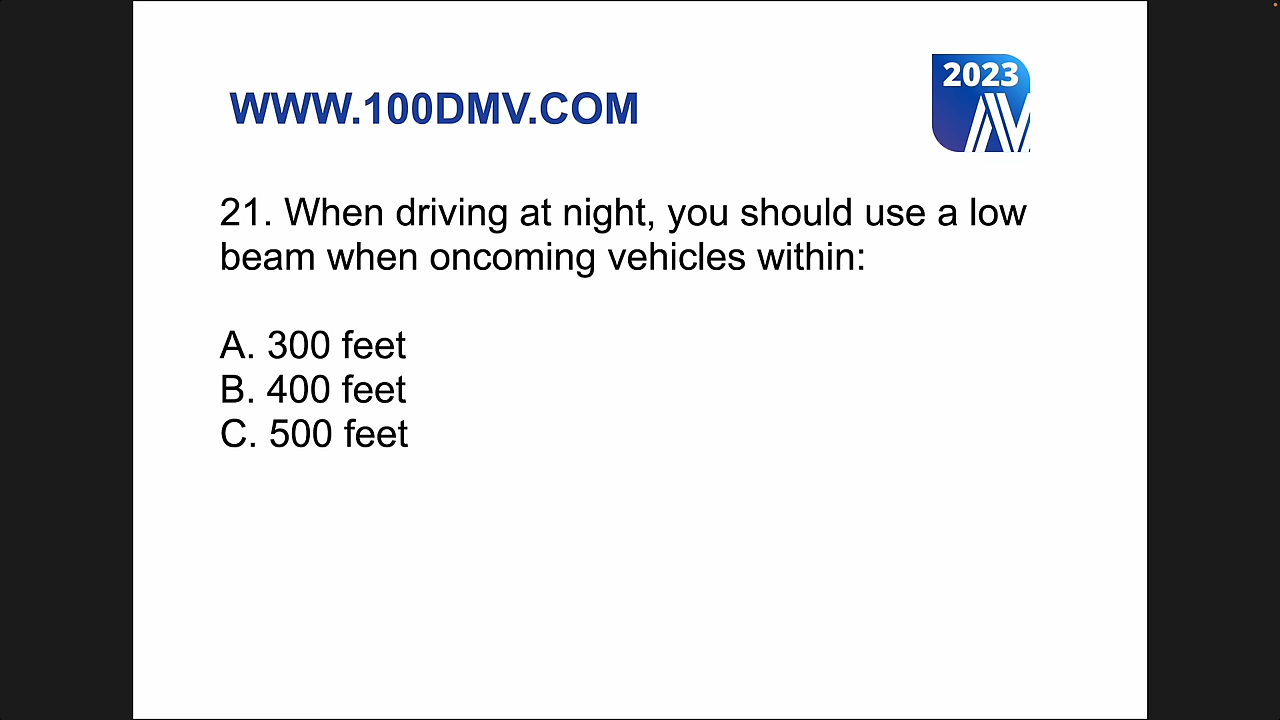 WWW.100DMV.COM
2023
21. When driving at night, you should use a low
beam when oncoming vehicles within:
A. 300 feet
B. 400 feet
C. 500 feet